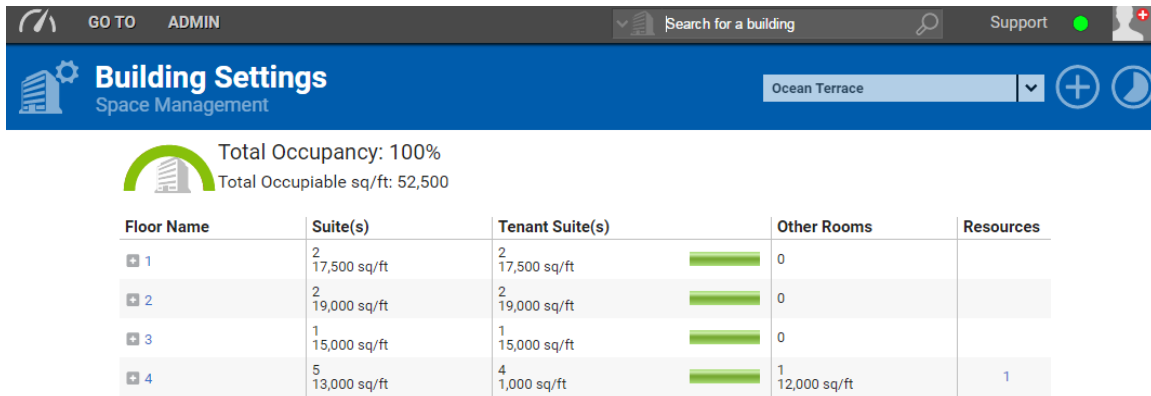 GO TO ADMIN Search for a building Support
Building Settings
Space Management
Ocean Terrace
Total Occupancy: 100%
Total Occupiable sq/ft: 52,500
Floor Name Suite(s) Tenant Suite(s) Other Rooms Resources
1 2 2 0
17,500 sq/ft 17,500 sq/ft
2 2 2 0
19,000 sq/ft 19,000 sq/ft
3 1 1 0
15,000 sq/ft 15,000 sq/ft
4 5 4 1 1
13,000 sq/ft 1,000 sq/ft 12,000 sq/ft